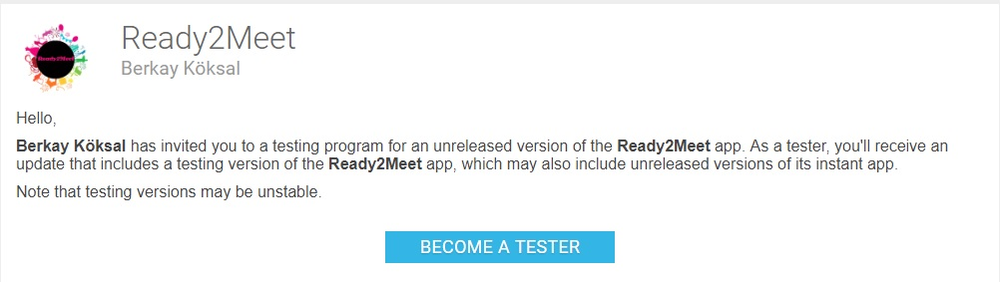 Ready2Meet
Ready2Meet
Berkay Köksal
Hello,
Berkay Köksal has invited you to a testing program for an unreleased version of the Ready2Meet app. As a tester, you'll receive an
update that includes a testing version of the Ready2Meet app, which may also include unreleased versions of its instant app.
Note that testing versions may be unstable.
BECOME A TESTER